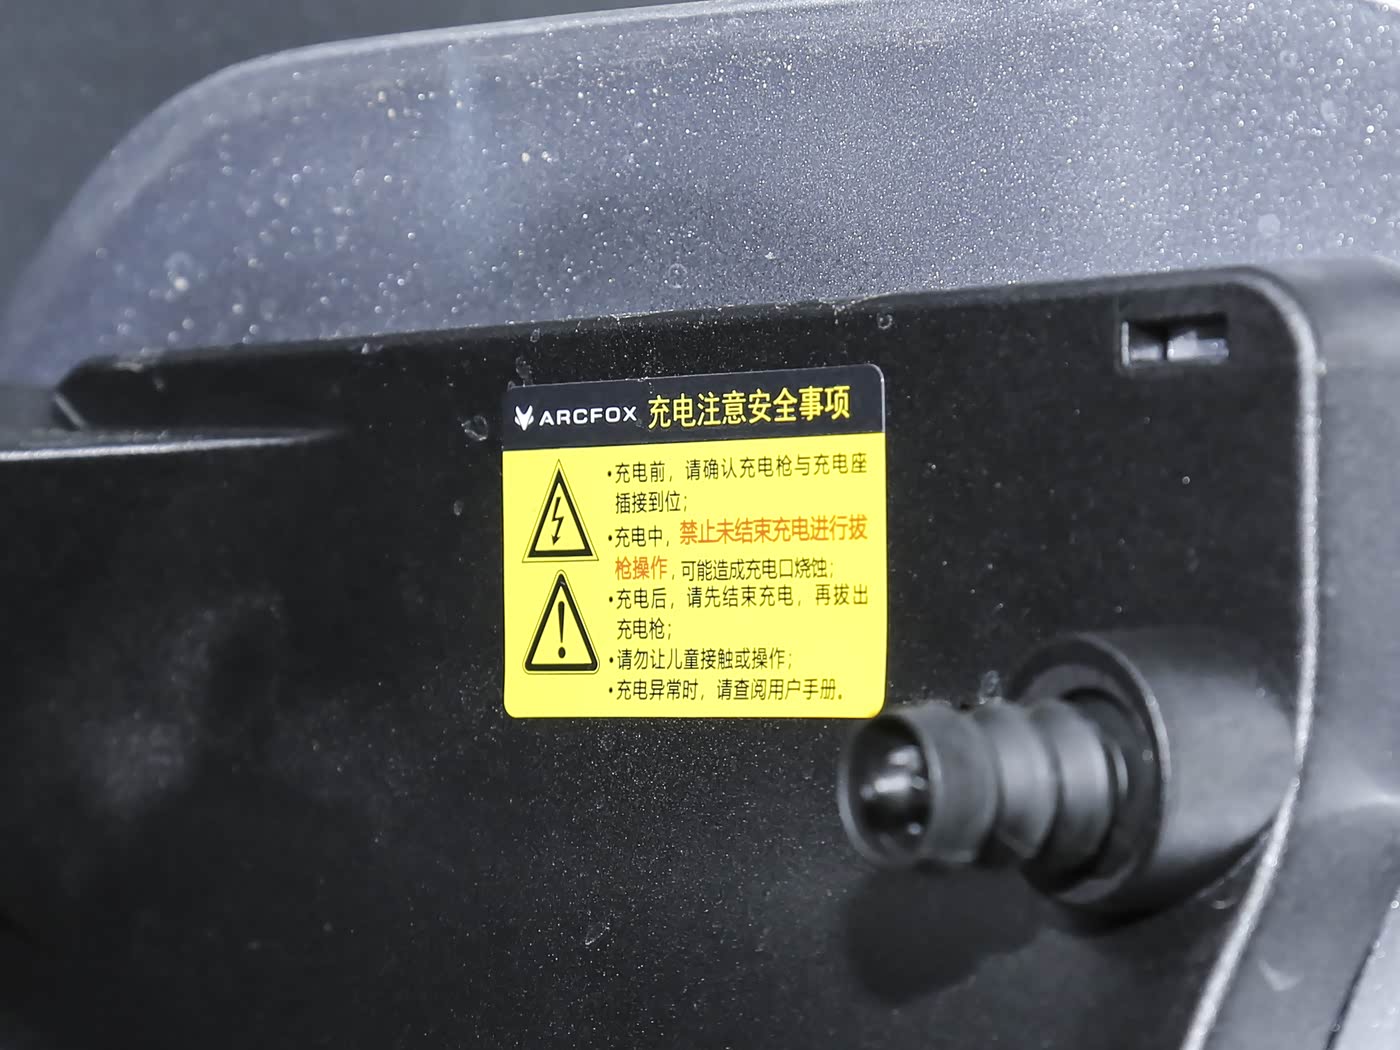 ARCFOX 充电注意安全事项
•充电前，请确认充电枪与充电座
插接到位；
•充电中，禁止未结束充电进行拔
枪操作，可能造成充电口烧蚀；
•充电后，请先结束充电，再拔出
充电枪；
•请勿让儿童接触或操作；
•充电异常时，请查阅用户手册。